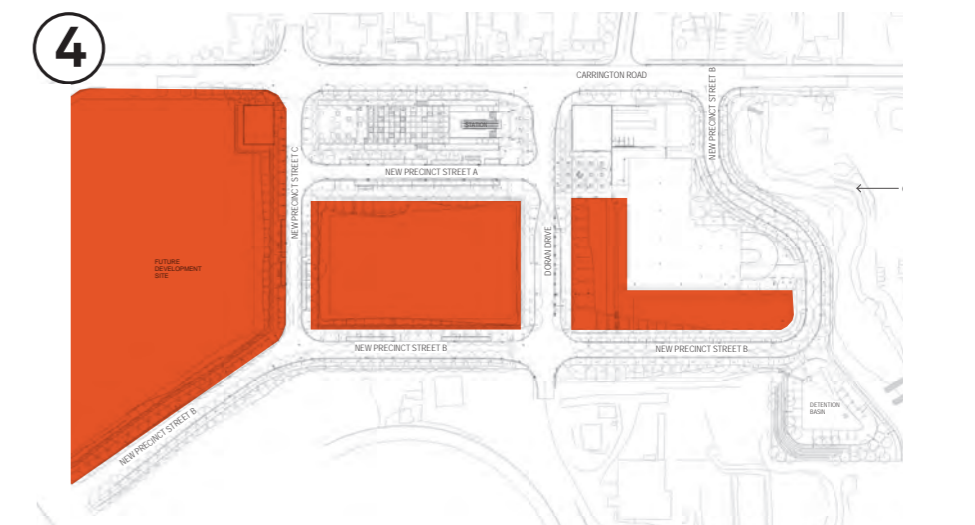 4
CARRINGTON ROAD
NEW PRECINCT STREET B
STATION
NEW PRECINCT STREET A
NEW PRECINCT STREET C
DORAN DRIVE
FUTURE
DEVELOPMENT
SITE
NEW PRECINCT STREET B
NEW PRECINCT STREET B
DETENTION
BASIN
NEW PRECINCT STREET B